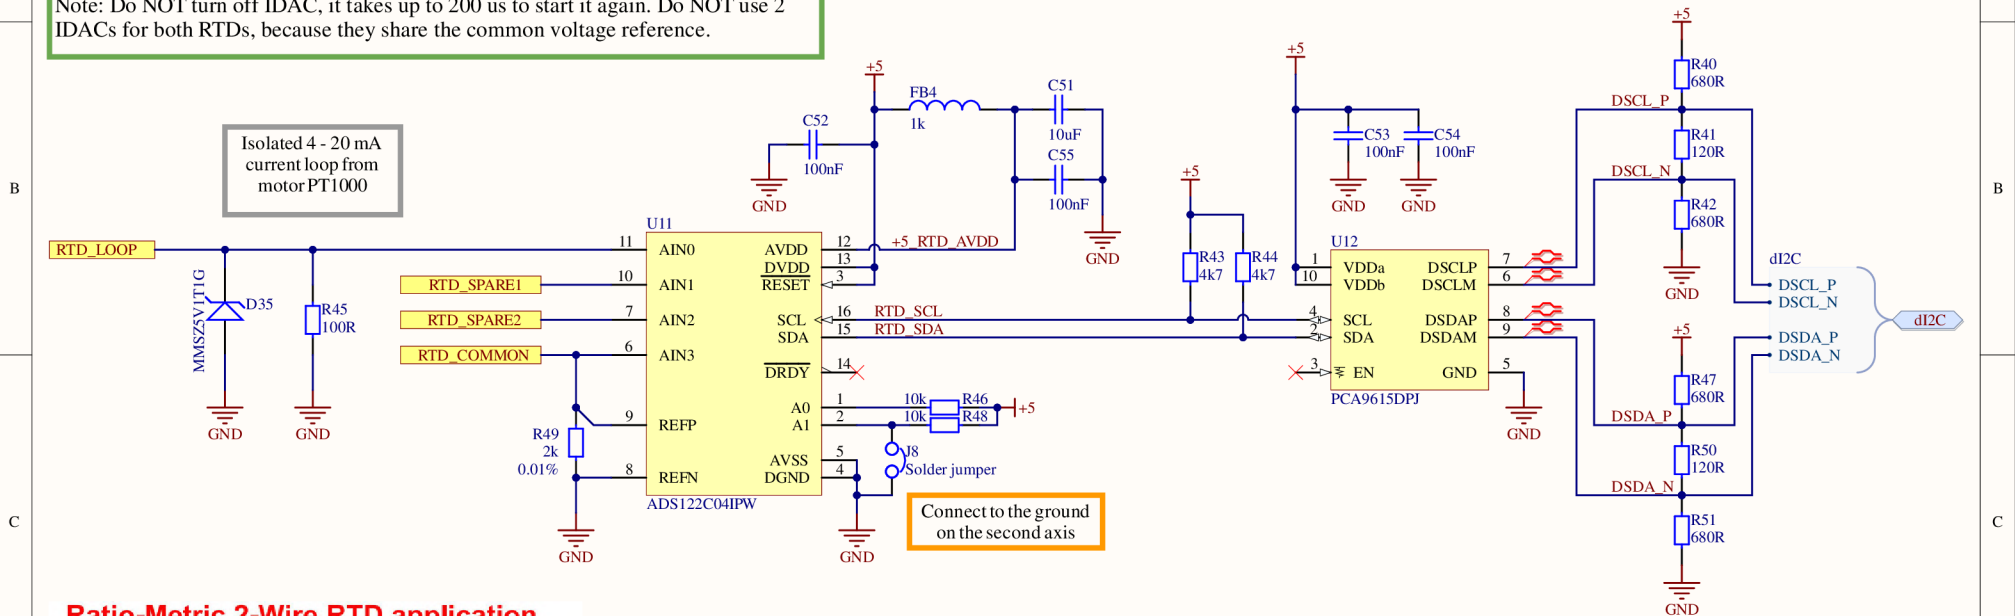 Note: Do NOT turn off IDAC, it takes up to 200 us to start it again. Do NOT use 2
IDACs for both RTDs, because they share the common voltage reference.
Isolated 4 - 20 mA
current loop from
motor PT1000
B
C
RTD_LOOP
RTD_SPARE1
RTD_SPARE2
RTD_COMMON
MMSZ5V1T1G
D35
GND
R45
100R
GND
R49
2k
0.01%
GND
+5
C52
100nF
GND
FB4
1k
C51
10uF
C55
100nF
GND
+5_RTD_AVDD
U11
11 AIN0 AVDD 12
DVDD 13
10 AIN1 RESET 3
7 AIN2 SCL 16
SDA 15
6 AIN3
DRDY 14
A0 1
9 REFP A1 2
AVSS 5
8 REFN DGND 4
ADS122C04IPW
GND
RTD_SCL
RTD_SDA
10k R46
10k R48
+5
J8
Solder jumper
Connect to the ground
on the second axis
+5
R43
4k7
R44
4k7
+5
C53
100nF
C54
100nF
GND
GND
U12
1 VDDa DSCLP 7
10 VDDb DSCLM 6
4 SCL DSDAP 8
2 SDA DSDAM 9
3 EN GND 5
PCA9615DPJ
GND
+5
R40
680R
DSCL_P
R41
120R
DSCL_N
R42
680R
GND
+5
R47
680R
DSDA_P
R50
120R
DSDA_N
R51
680R
GND
dI2C
DSCL_P
DSCL_N
DSDA_P
DSDA_N
dI2C
B
C
Ratio-Metric 2-Wire RTD application